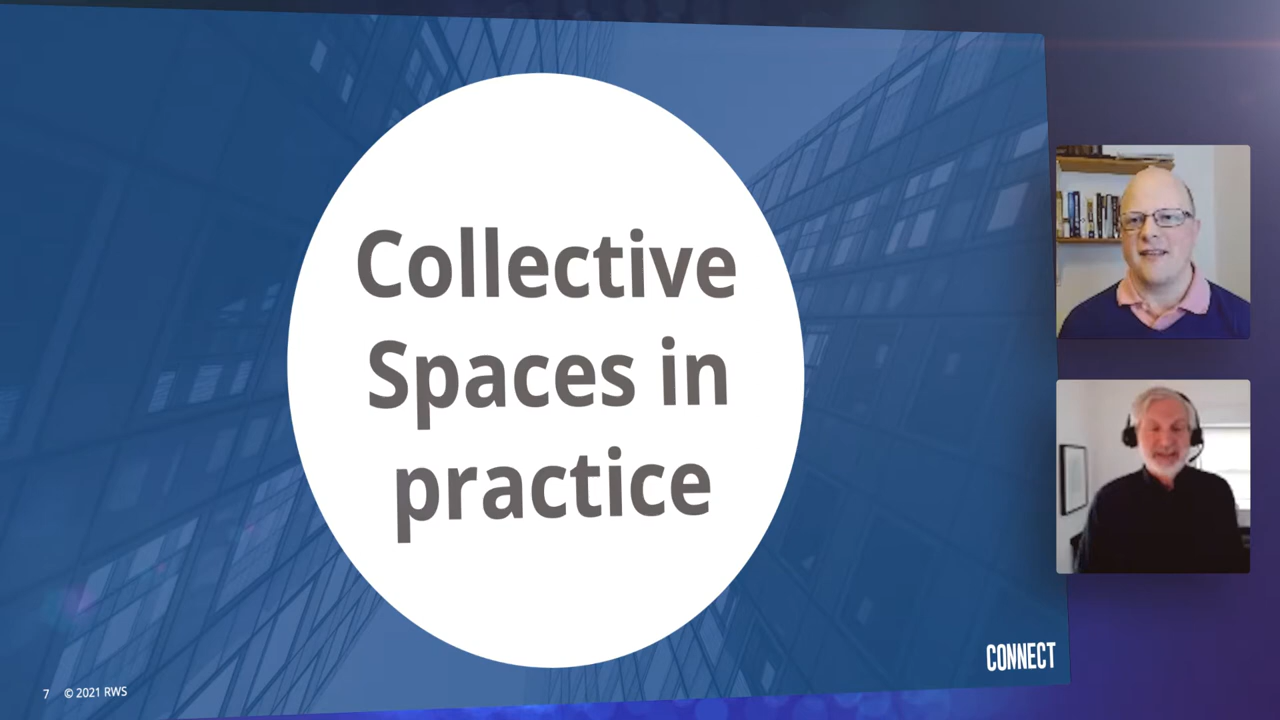 Collective
Spaces in
practice
CONNECT
7 © 2021 RWS